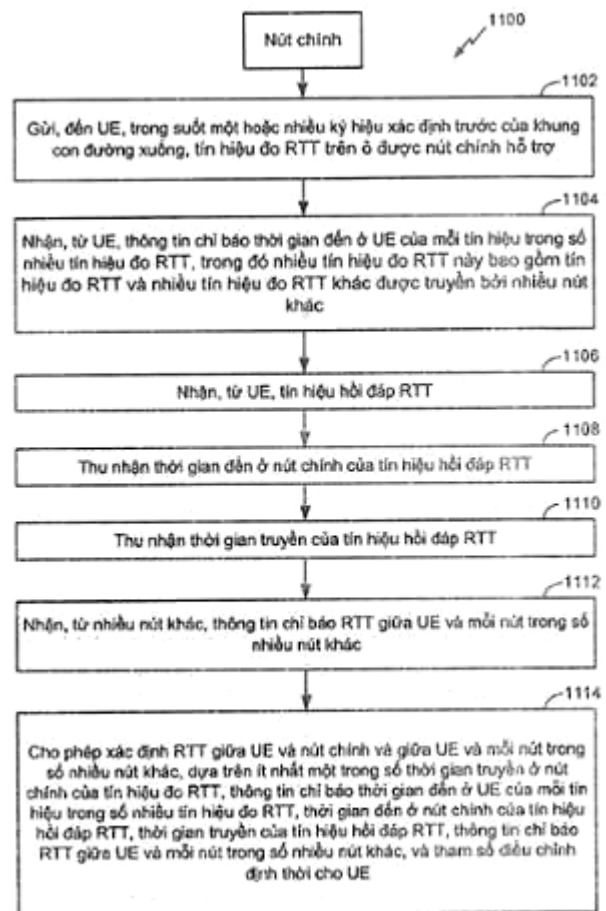 Nút chính
1100
1102
Gửi, đến UE, trong suốt một hoặc nhiều ký hiệu xác định trước của khung
con đường xuống, tín hiệu đo RTT trên ô được nút chính hỗ trợ
1104
Nhận, từ UE, thông tin chỉ báo thời gian đến ở UE của mỗi tín hiệu trong số
nhiều tín hiệu đo RTT, trong đó nhiều tín hiệu đo RTT này bao gồm tín
hiệu đo RTT và nhiều tín hiệu đo RTT khác được truyền bởi nhiều nút
khác
1106
Nhận, từ UE, tín hiệu hồi đáp RTT
1108
Thu nhận thời gian đến ở nút chính của tín hiệu hồi đáp RTT
1110
Thu nhận thời gian truyền của tín hiệu hồi đáp RTT
1112
Nhận, từ nhiều nút khác, thông tin chỉ báo RTT giữa UE và mỗi nút trong số
nhiều nút khác
1114
Cho phép xác định RTT giữa UE và nút chính và giữa UE và mỗi nút trong
số nhiều nút khác, dựa trên ít nhất một trong số thời gian truyền ở nút
chính của tín hiệu đo RTT, thông tin chỉ báo thời gian đến ở UE của mỗi tín
hiệu trong số nhiều tín hiệu đo RTT, thời gian đến ở nút chính của tín hiệu
hồi đáp RTT, thời gian truyền của tín hiệu hồi đáp RTT, thông tin chỉ báo
RTT giữa UE và mỗi nút trong số nhiều nút khác, và tham số điều chỉnh
định thời cho UE